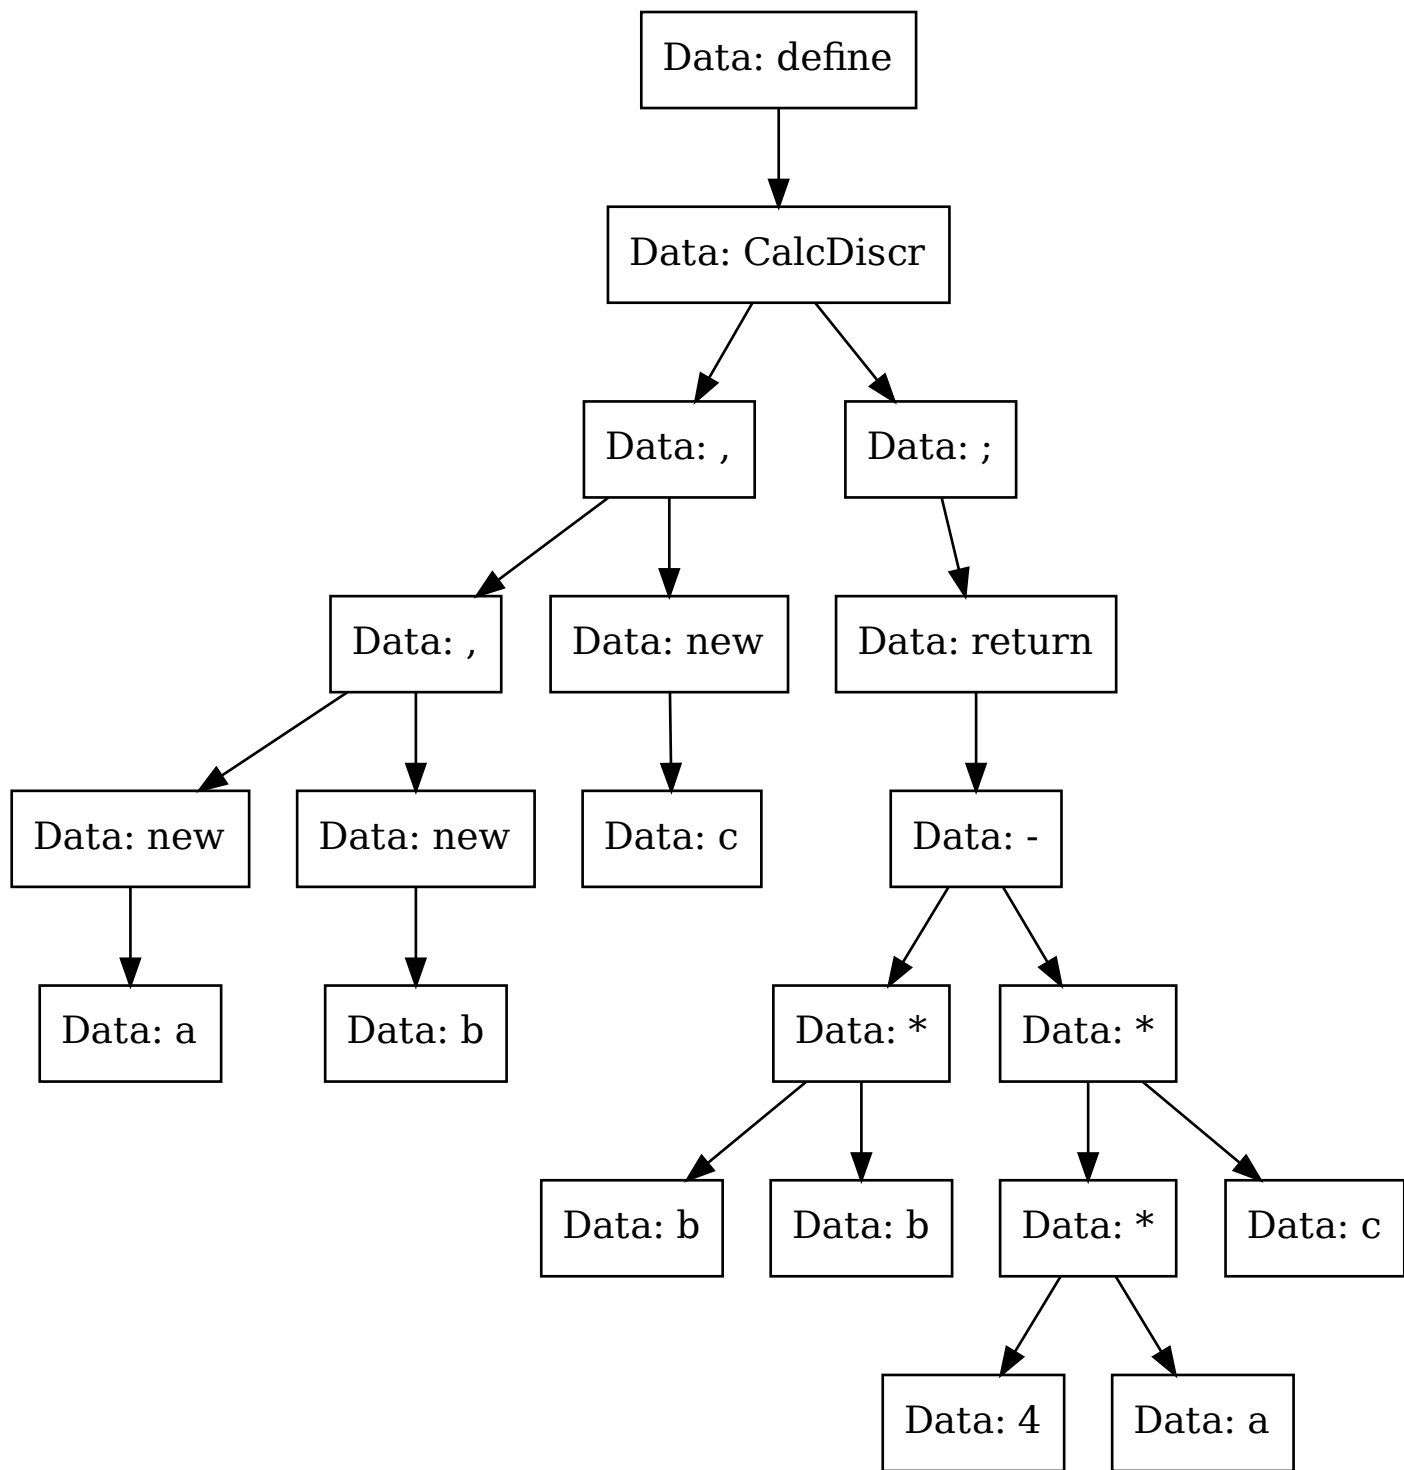 Data: define
Data: CalcDiscr
Data: ,
Data: ;
Data: ,
Data: new
Data: return
Data: new
Data: new
Data: c
Data: -
Data: a
Data: b
Data: *
Data: *
Data: b
Data: b
Data: *
Data: c
Data: 4
Data: a